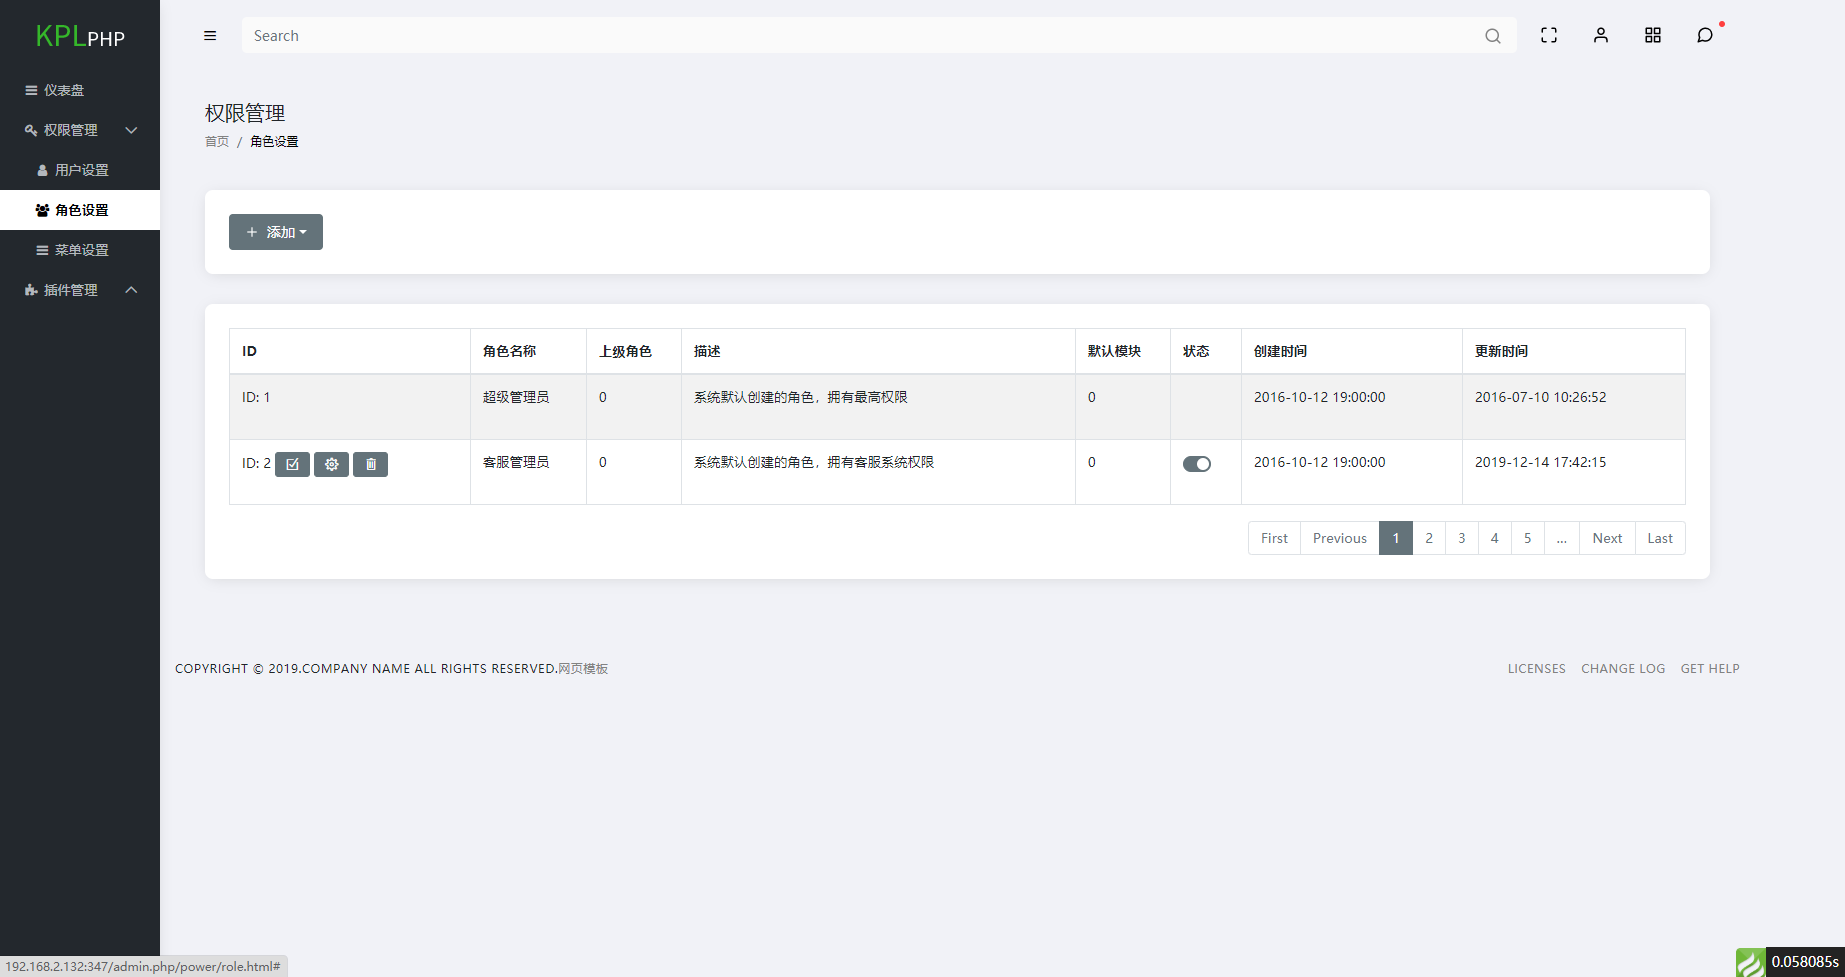 KPLPHP
Search
仪表盘
权限管理
用户设置
角色设置
菜单设置
插件管理
权限管理
首页 / 角色设置
添加
ID 角色名称 上级角色 描述 默认模块 状态 创建时间 更新时间
ID: 1 超级管理员 0 系统默认创建的角色，拥有最高权限 0 2016-10-12 19:00:00 2016-07-10 10:26:52
ID: 2 客服管理员 0 系统默认创建的角色，拥有客服系统权限 0 2016-10-12 19:00:00 2019-12-14 17:42:15
First Previous 1 2 3 4 5 ... Next Last
COPYRIGHT © 2019.COMPANY NAME ALL RIGHTS RESERVED.网页模板 LICENSES CHANGE LOG GET HELP
192.168.2.132:347/admin.php/power/role.html#
0.058085s